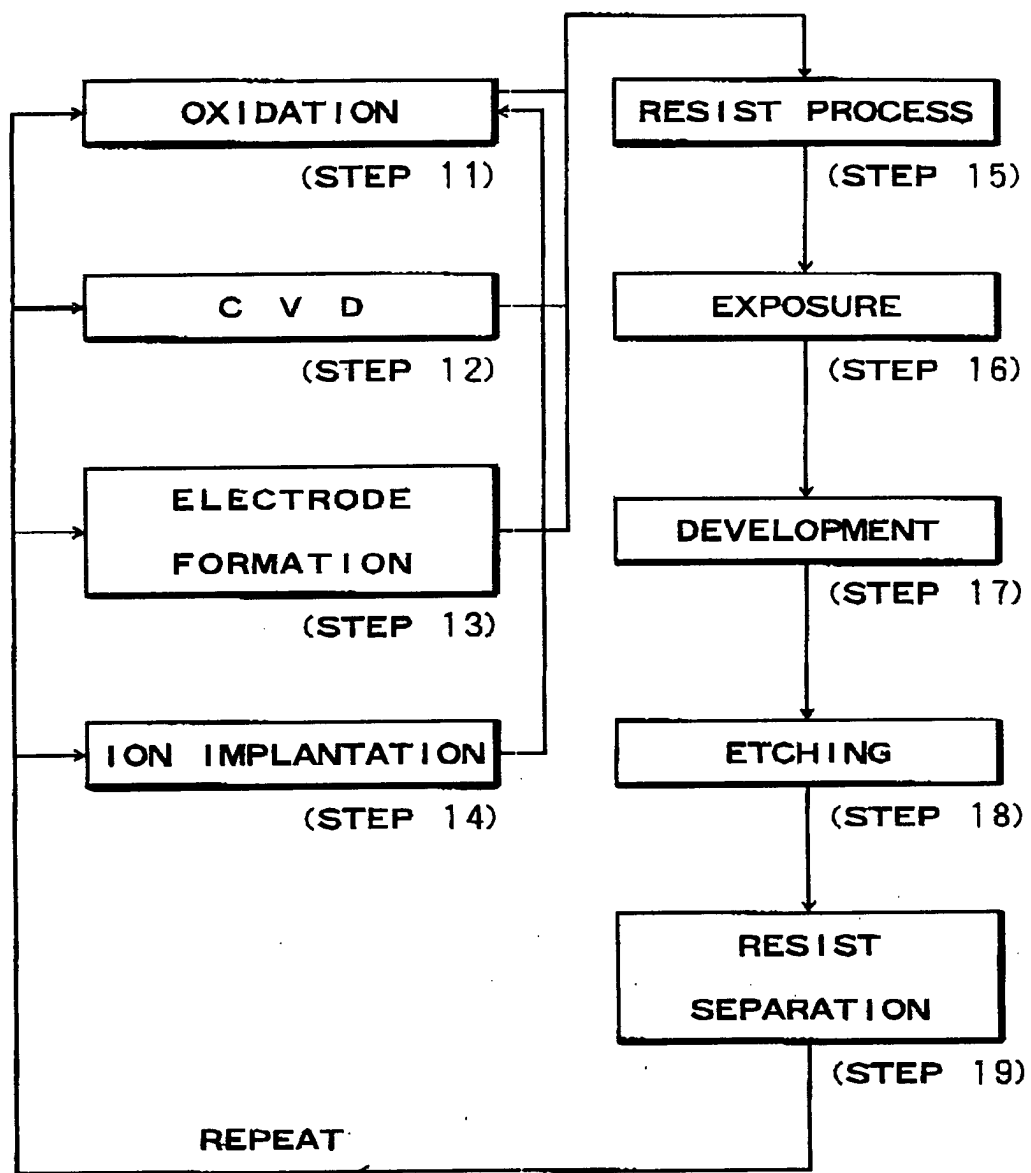 OXIDATION
(STEP 11)
C V D
(STEP 12)
ELECTRODE
FORMATION
(STEP 13)
ION IMPLANTATION
(STEP 14)
RESIST PROCESS
(STEP 15)
EXPOSURE
(STEP 16)
DEVELOPMENT
(STEP 17)
ETCHING
(STEP 18)
RESIST
SEPARATION
(STEP 19)
REPEAT